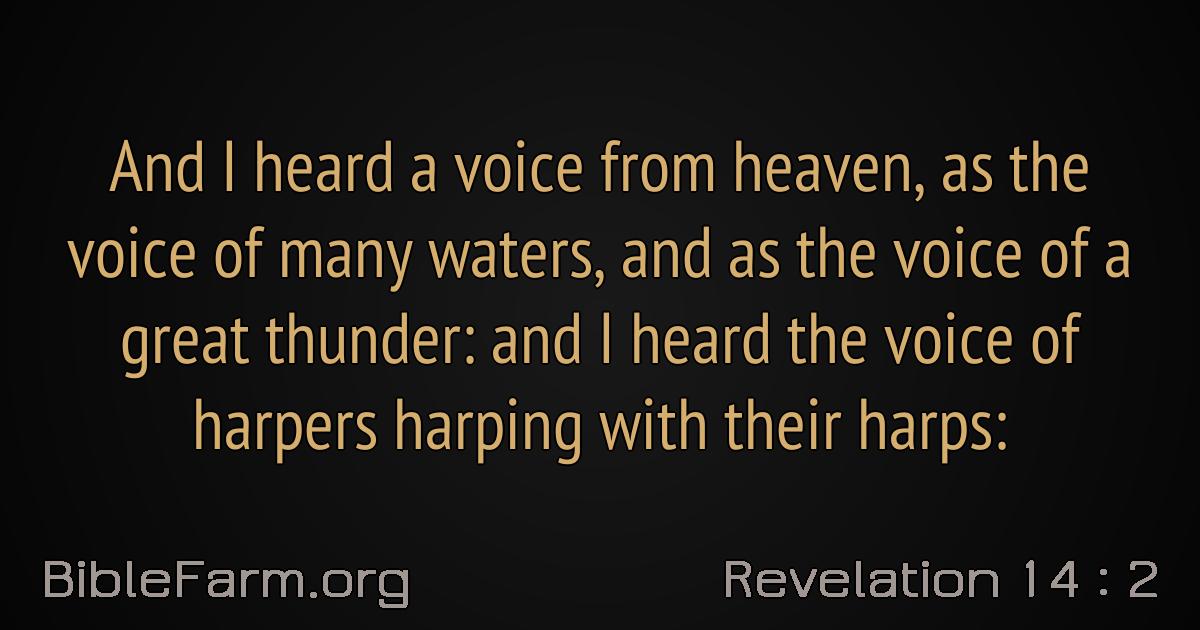 And I heard a voice from heaven, as the
voice of many waters, and as the voice of a
great thunder: and I heard the voice of
harpers harping with their harps:
BibleFarm.org
Revelation 14 : 2